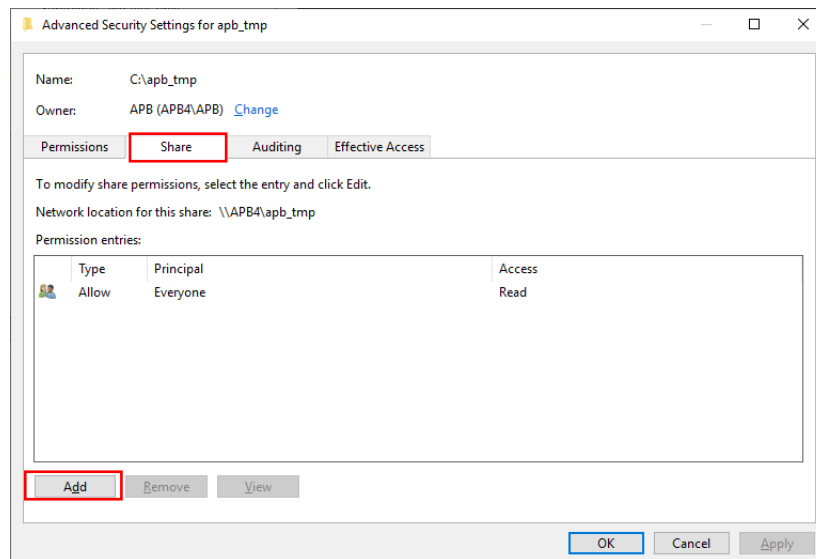 Advanced Security Settings for apb_tmp
Name: C:\apb_tmp
Owner: APB (APB4\APB) Change
Permissions Share Auditing Effective Access
To modify share permissions, select the entry and click Edit.
Network location for this share: \\APB4\apb_tmp
Permission entries:
Type Principal Access
Allow Everyone Read
Add Remove View
OK Cancel Apply